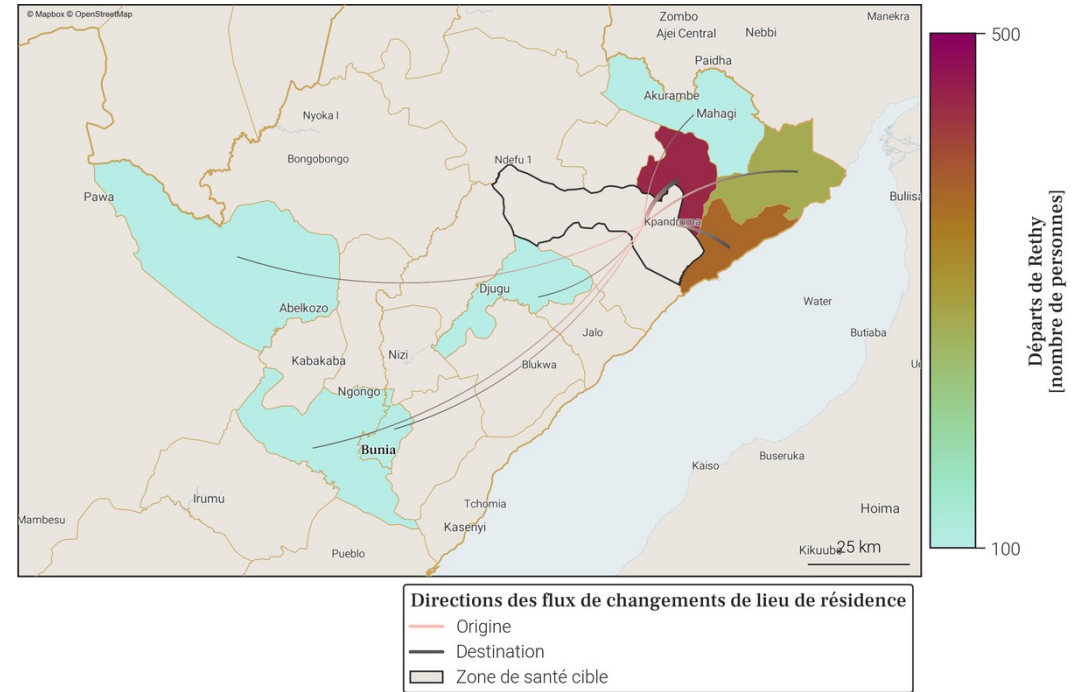 © Mapbox © OpenStreetMap
Zombo
Manekra
Ajei Central
Nebbi
Paidha
Akurambe
Mahagi
Nyoka I
Bongobongo
Ndefu 1
Pawa
Buliisa
Kpandroma
Djugu
Abelkozo
Water
Butiaba
Jalo
Kabakaba
Nizi
Blukwa
Ngongo
Bunia
Buseruka
Kaiso
Irumu
Tchomia
Hoima
Mambesu
Kasenyi
Pueblo
Kikuube
25 km
500
100
Départs de Rethy
[nombre de personnes]
Directions des flux de changements de lieu de résidence
Origine
Destination
Zone de santé cible